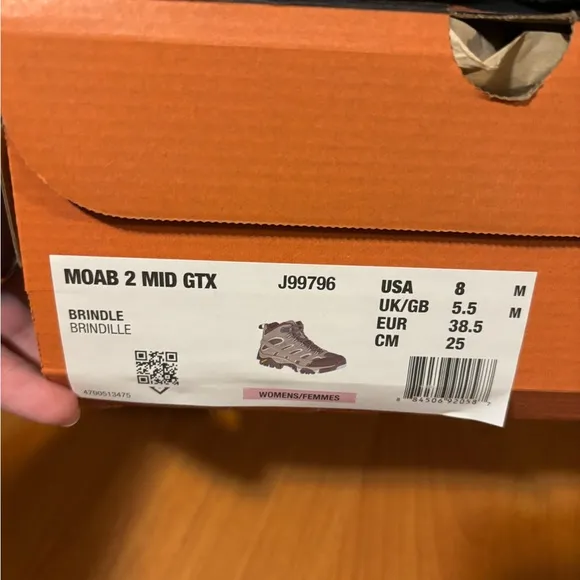 MOAB 2 MID GTX J99796
BRINDLE
BRINDILLE
4700513475
WOMENS/FEMMES
USA 8 M
UK/GB 5.5 M
EUR 38.5
CM 25